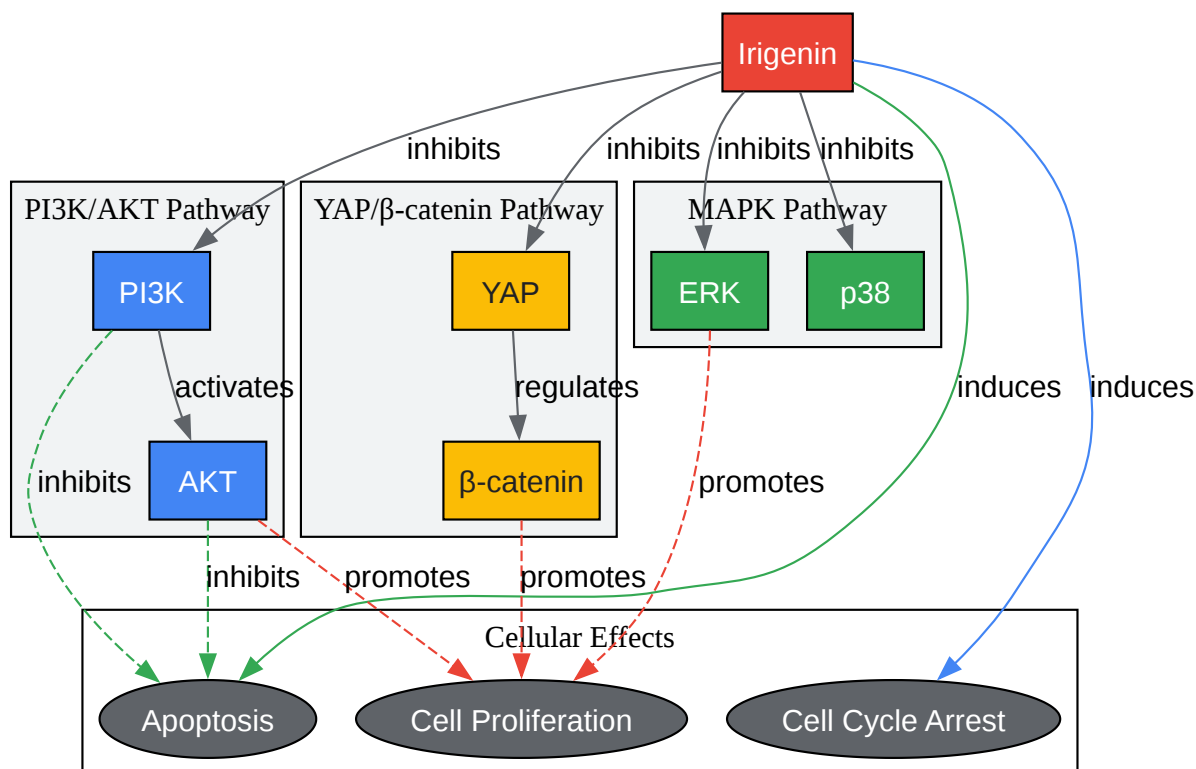 Irigenin
inhibits
inhibits
inhibits
inhibits
PI3K/AKT Pathway
YAP/β-catenin Pathway
MAPK Pathway
PI3K
YAP
ERK
p38
activates
regulates
induces
induces
inhibits
AKT
β-catenin
promotes
inhibits
promotes
promotes
Cellular Effects
Apoptosis
Cell Proliferation
Cell Cycle Arrest